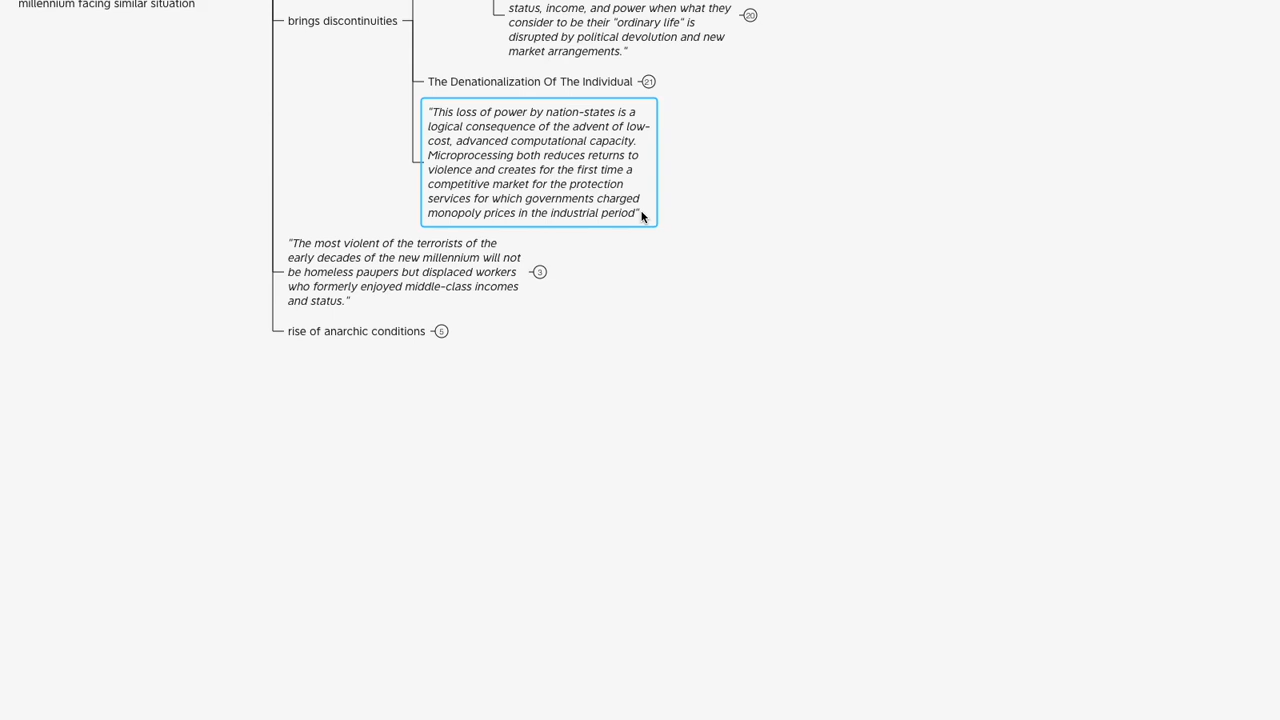 millennium facing similar situation
brings discontinuities
status, income, and power when what they
consider to be their "ordinary life" is
disrupted by political devolution and new
market arrangements."
20
The Denationalization Of The Individual
21
"This loss of power by nation-states is a
logical consequence of the advent of low-
cost, advanced computational capacity.
Microprocessing both reduces returns to
violence and creates for the first time a
competitive market for the protection
services for which governments charged
monopoly prices in the industrial period"
"The most violent of the terrorists of the
early decades of the new millennium will not
be homeless paupers but displaced workers
who formerly enjoyed middle-class incomes
and status."
3
rise of anarchic conditions
5